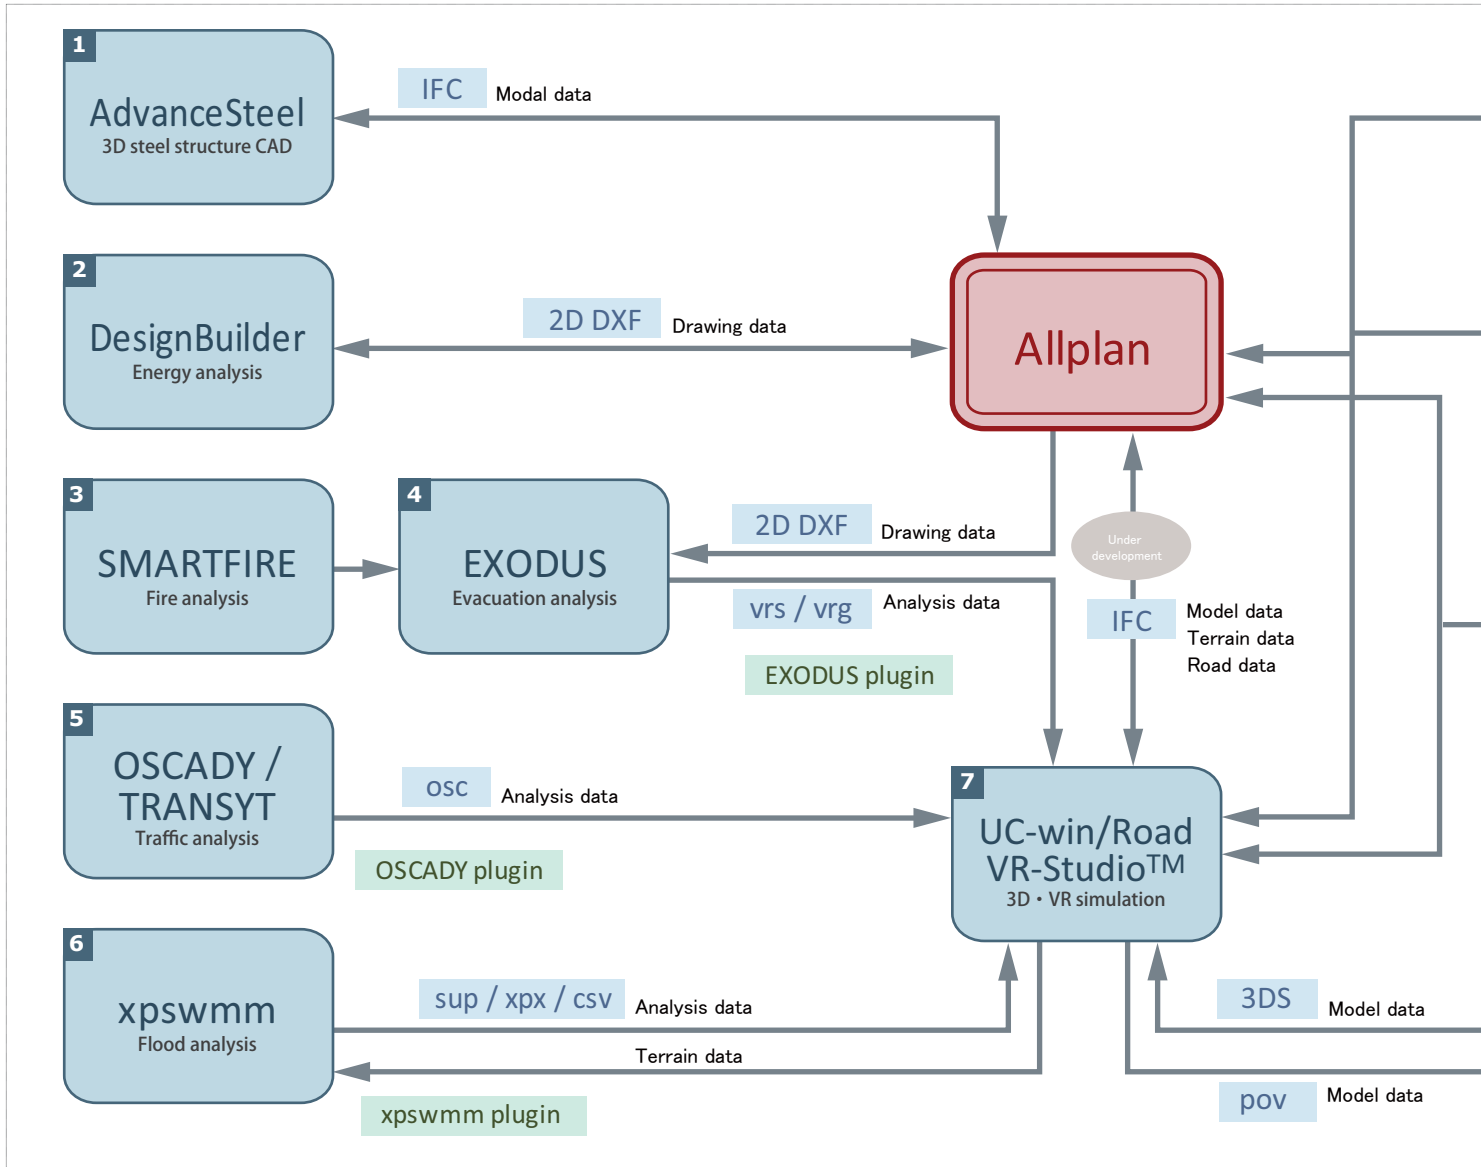 1
AdvanceSteel
3D steel structure CAD
IFC
Modal data
2
DesignBuilder
Energy analysis
2D DXF
Drawing data
Allplan
3
SMARTFIRE
Fire analysis
4
EXODUS
Evacuation analysis
2D DXF
Drawing data
vrs / vrg
Analysis data
EXODUS plugin
Under
development
IFC
Model data
Terrain data
Road data
5
OSCADY /
TRANSYT
Traffic analysis
osc
Analysis data
OSCADY plugin
7
UC-win/Road
VR-Studio™
3D・VR simulation
6
xpswmm
Flood analysis
sup / xpx / csv
Analysis data
Terrain data
xpswmm plugin
3DS
Model data
pov
Model data